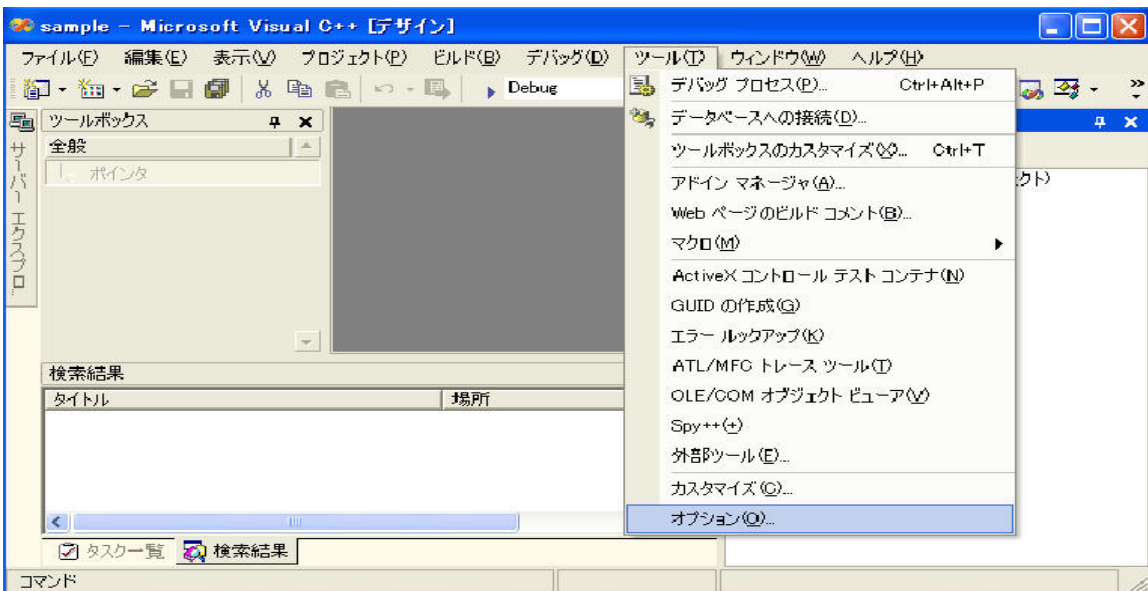 sample - Microsoft Visual C++ [デザイン]
ファイル(F) 編集(E) 表示(V) プロジェクト(P) ビルド(B) デバッグ(D) ツール(T) ウィンドウ(W) ヘルプ(H)
Debug
サーバー エクスプロ
ツールボックス
全般
ポインタ
デバッグ プロセス(P)... Ctrl+Alt+P
データベースへの接続(D)...
ツールボックスのカスタマイズ(X)... Ctrl+T
アドイン マネージャ(A)...
Web ページのビルド コメント(B)...
マクロ(M)
ActiveX コントロール テスト コンテナ(N)
GUID の作成(G)
エラー ルックアップ(K)
ATL/MFC トレース ツール(T)
OLE/COM オブジェクト ビューア(V)
Spy++(+)
外部ツール(E)...
カスタマイズ(C)...
オプション(O)...
クト)
検索結果
タイトル 場所
タスク一覧 検索結果
コマンド